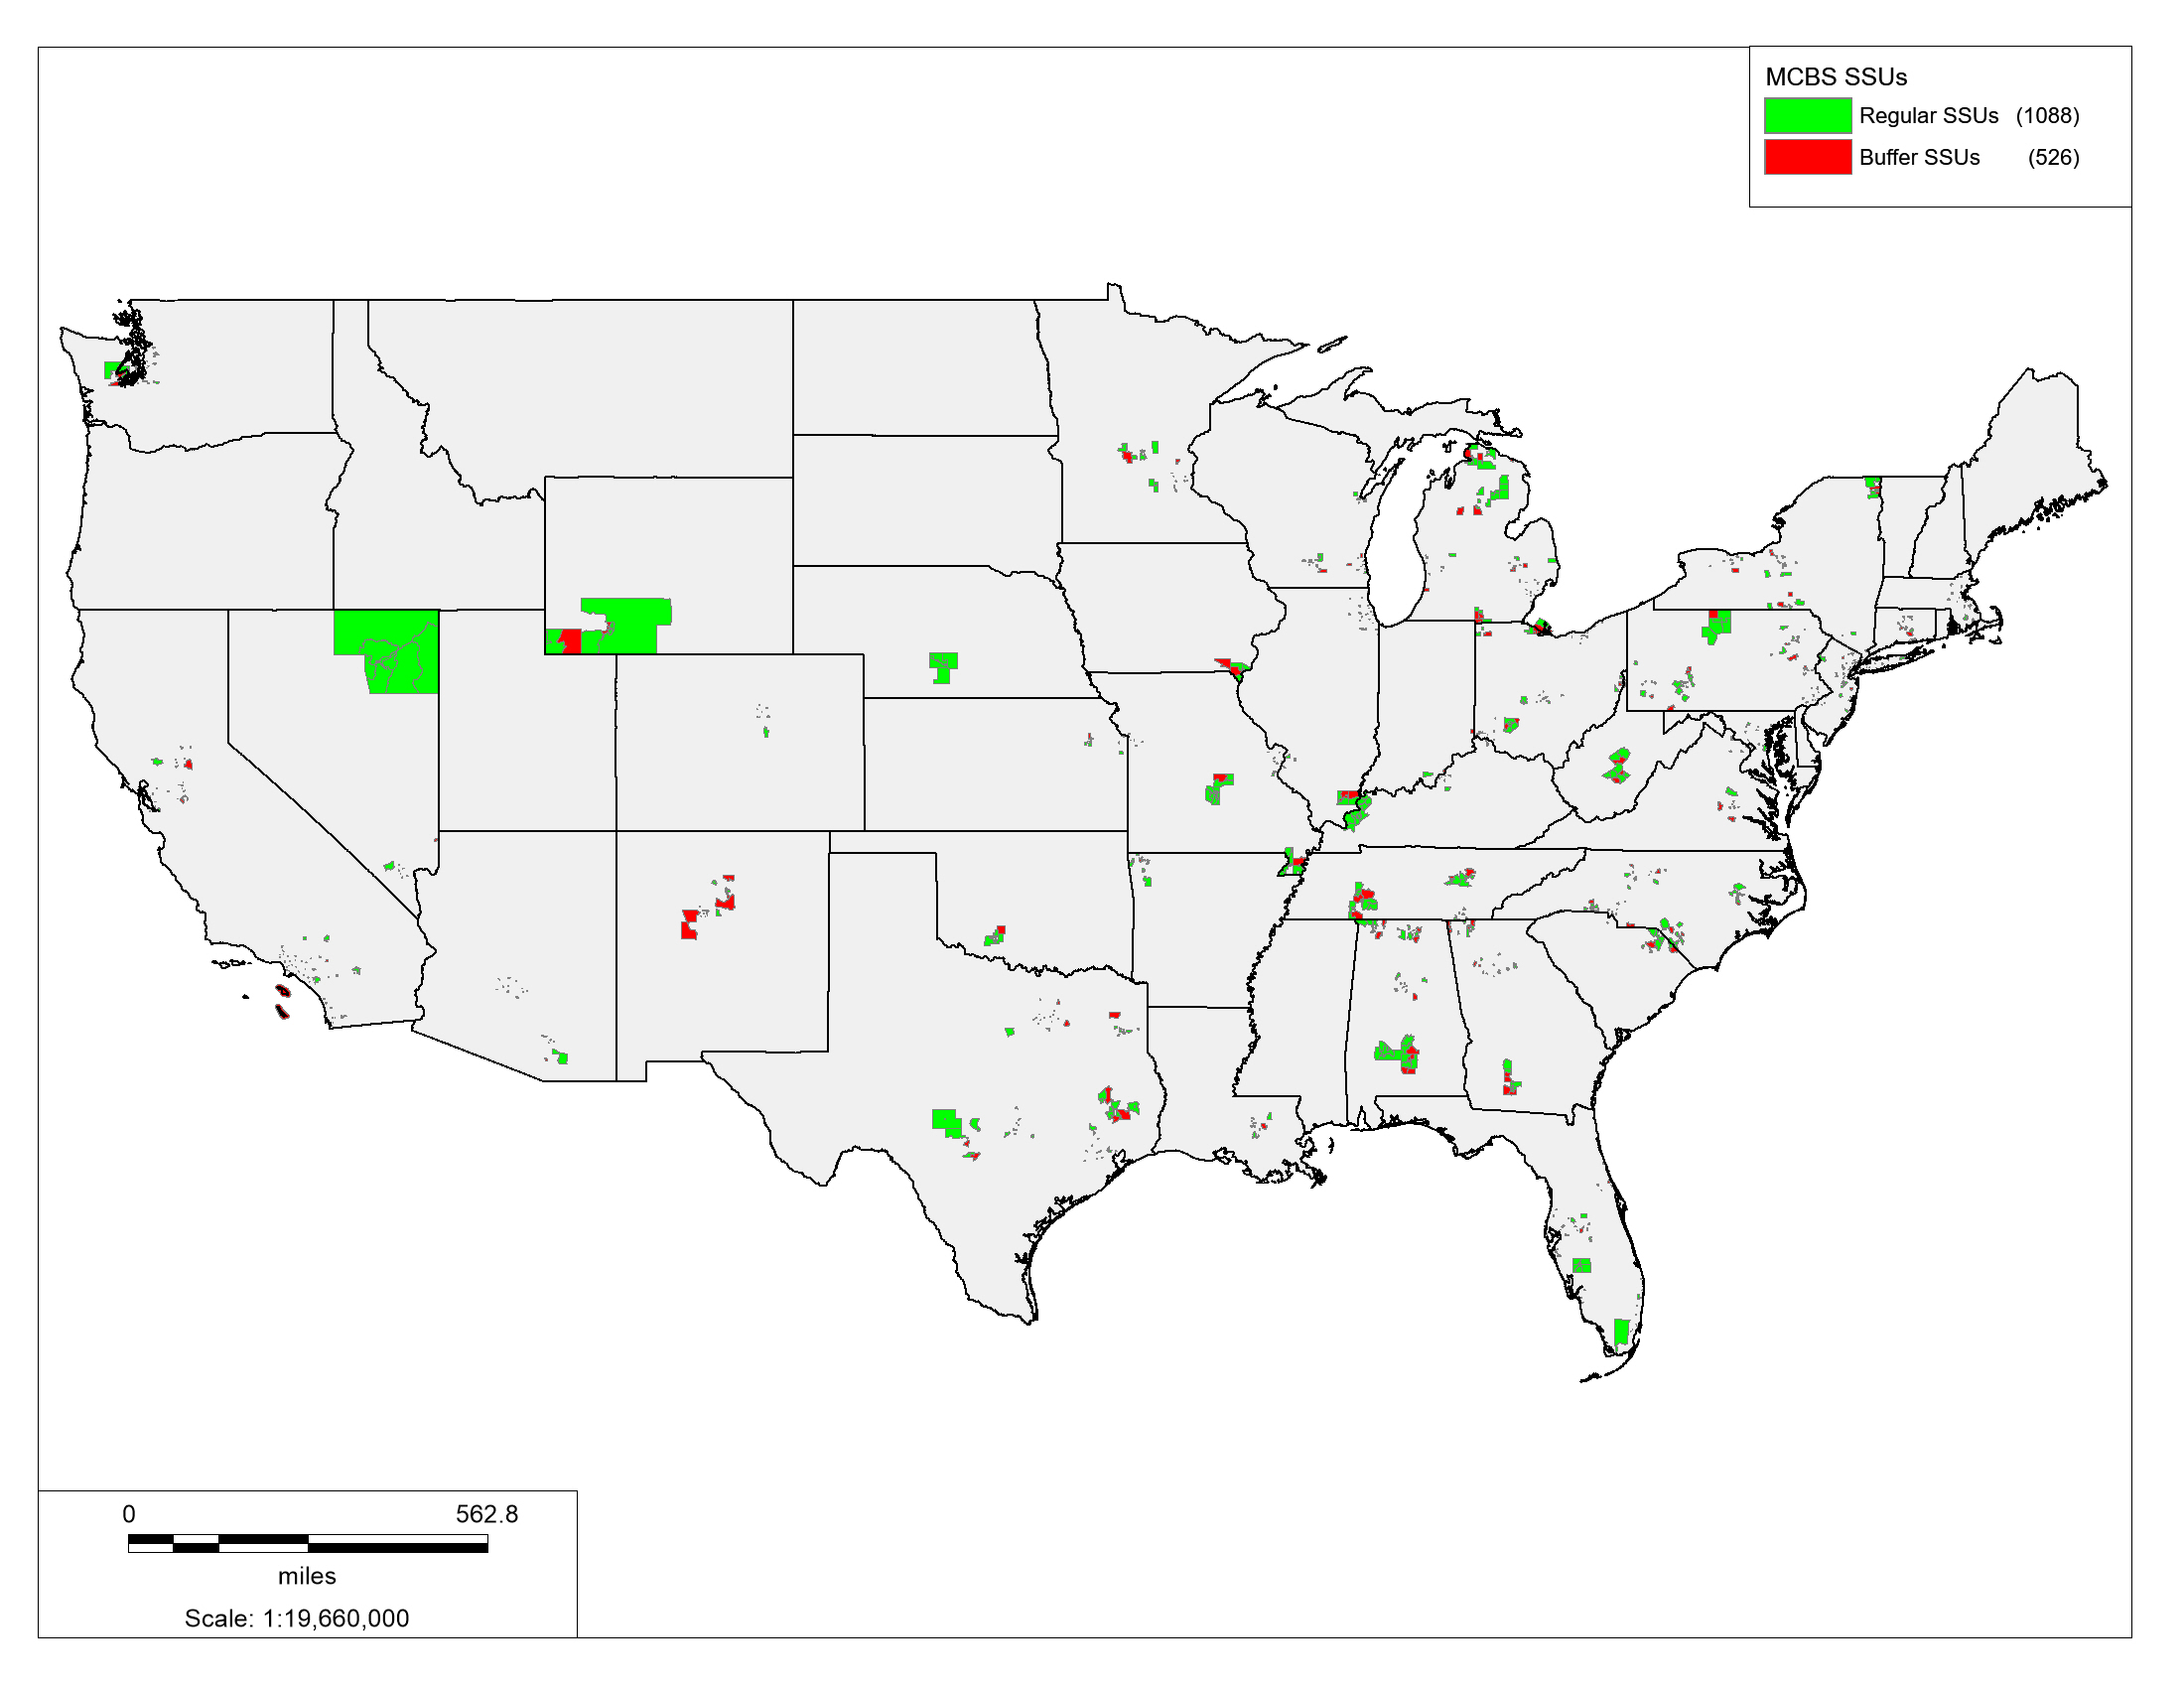 MCBS SSUs
Regular SSUs (1088)
Buffer SSUs (526)
0 562.8
miles
Scale: 1:19,660,000